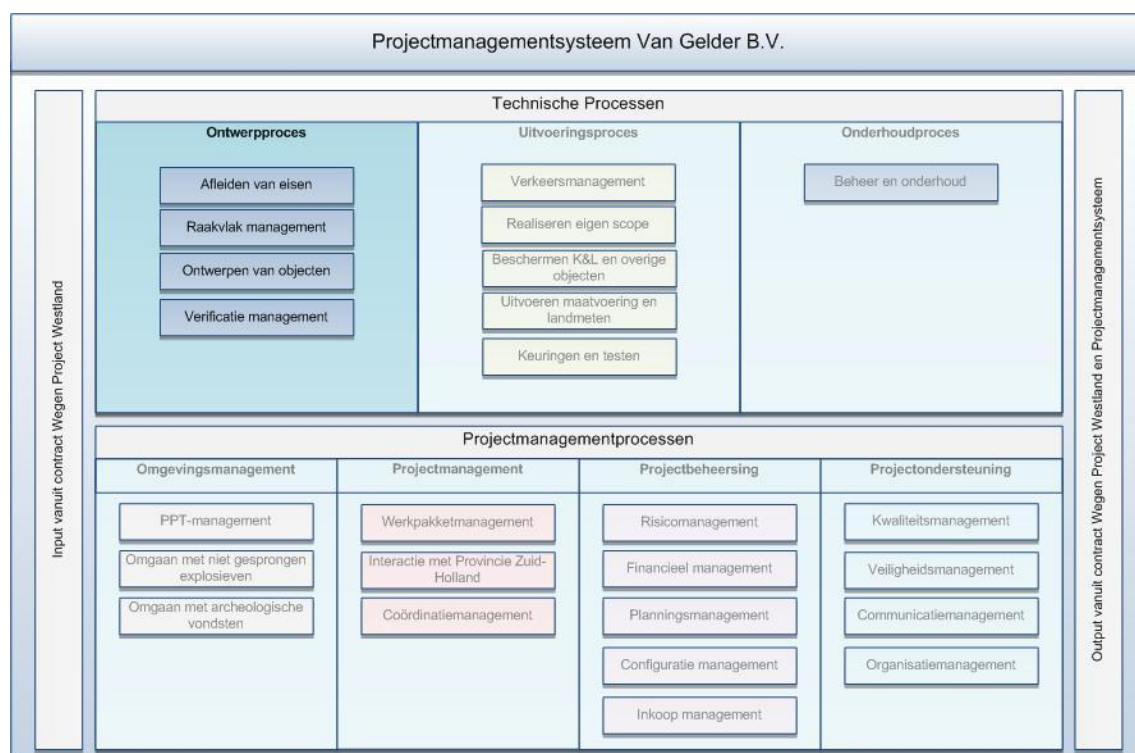 Projectmanagementsysteem Van Gelder B.V.
Input vanuit contract Wegen Project Westland
Technische Processen
Ontwerpproces
Afleiden van eisen
Raakvlak management
Ontwerpen van objecten
Verificatie management
Uitvoeringsproces
Verkeersmanagement
Realiseren eigen scope
Beschermen K&L en overige
objecten
Uitvoeren maatvoering en
landmeten
Keuringen en testen
Onderhoudproces
Beheer en onderhoud
Projectmanagementprocessen
Omgevingsmanagement
PPT-management
Omgaan met niet gesprongen
explosieven
Omgaan met archeologische
vondsten
Projectmanagement
Werkpakketmanagement
Interactie met Provincie Zuid-
Holland
Coördinatiemanagement
Projectbeheersing
Risicomanagement
Financieel management
Planningsmanagement
Configuratie management
Inkoop management
Projectondersteuning
Kwaliteitsmanagement
Veiligheidsmanagement
Communicatiemanagement
Organisatiemanagement
Output vanuit contract Wegen Project Westland en Projectmanagementsysteem